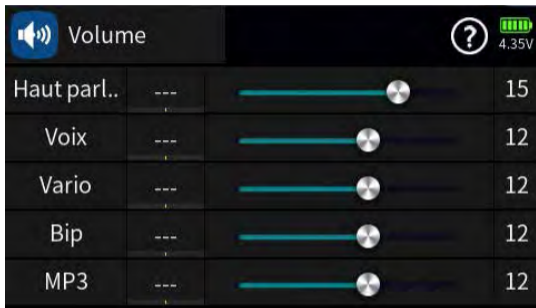 Volume ? 4.35V
Haut parl.. --- 15
Voix --- 12
Vario --- 12
Bip --- 12
MP3 --- 12